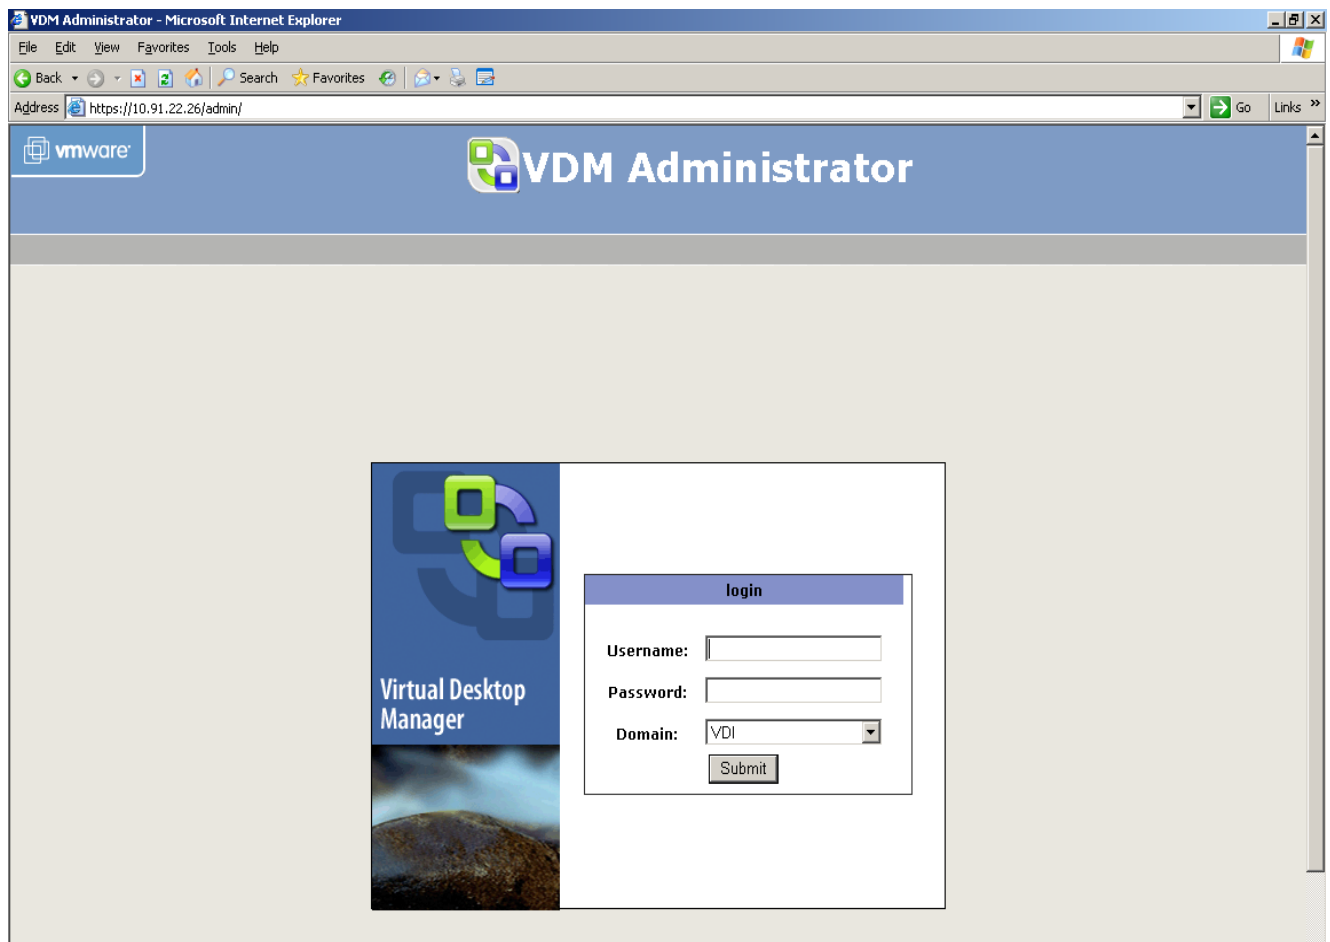 VDM Administrator - Microsoft Internet Explorer
File Edit View Favorites Tools Help
Back Search Favorites
Address https://10.91.22.26/admin/ Go Links »
vmware VDM Administrator
login
Username:
Virtual Desktop
Manager
Password:
Domain: VDI
Submit